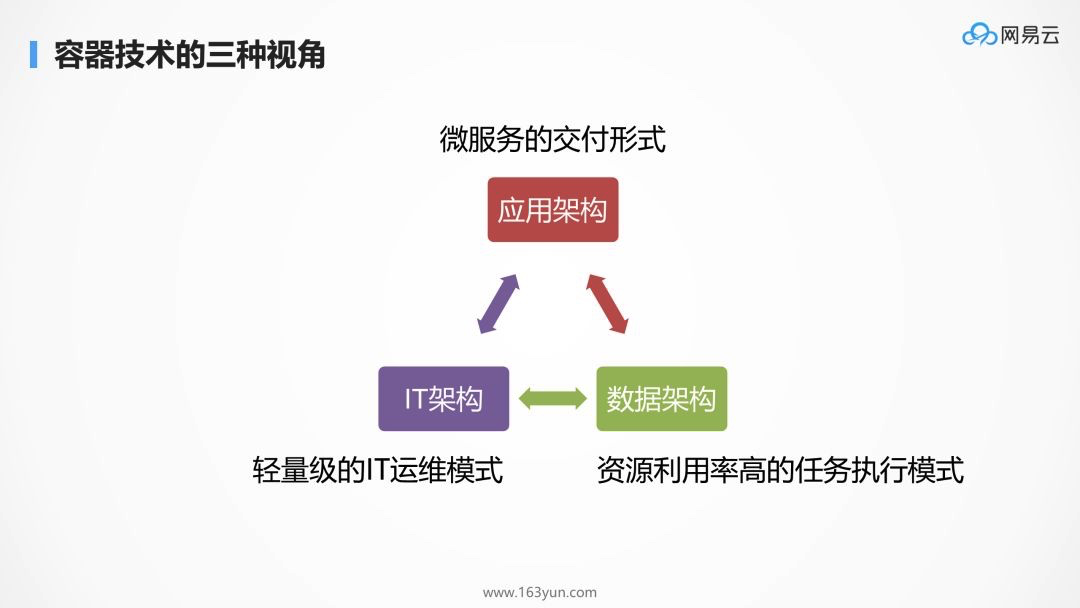 容器技术的三种视角
网易云
微服务的交付形式
应用架构
IT架构
数据架构
轻量级的IT运维模式
资源利用率高的任务执行模式
www.163yun.com